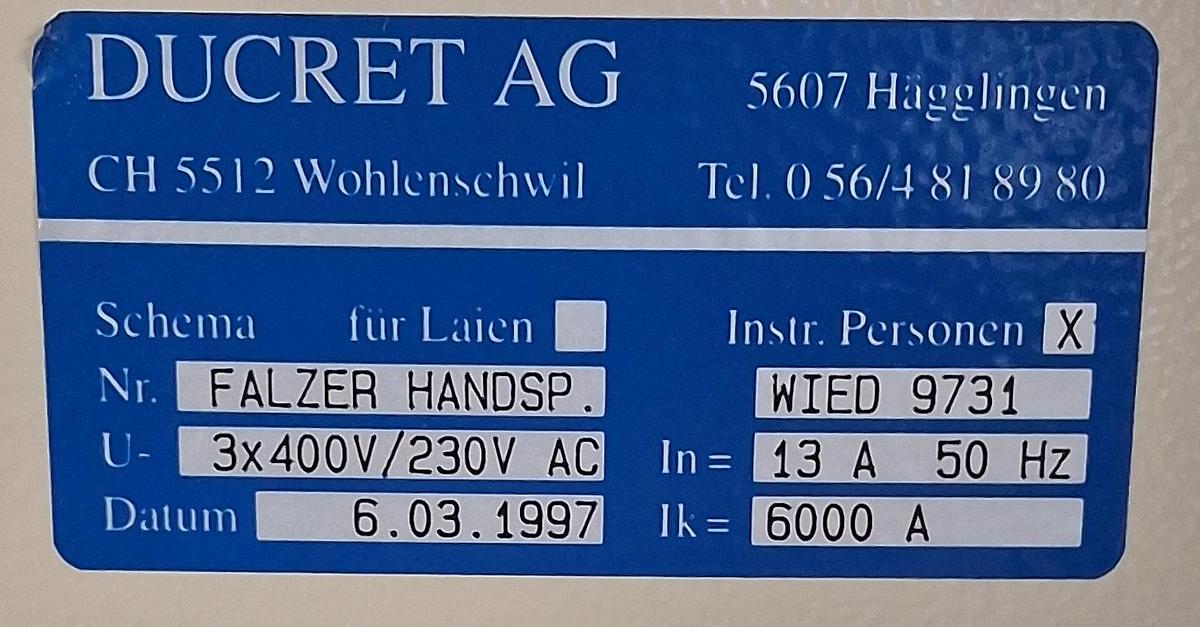 DUCRET AG 5607 Hägglingen
CH 5512 Wohlenschwil Tel. 0 56/4 81 89 80
Schema für Laien Instr. Personen X
Nr. FALZER HANDSP. WIED 9731
U- 3x400V/230V AC In = 13 A 50 Hz
Datum 6.03.1997 Ik = 6000 A